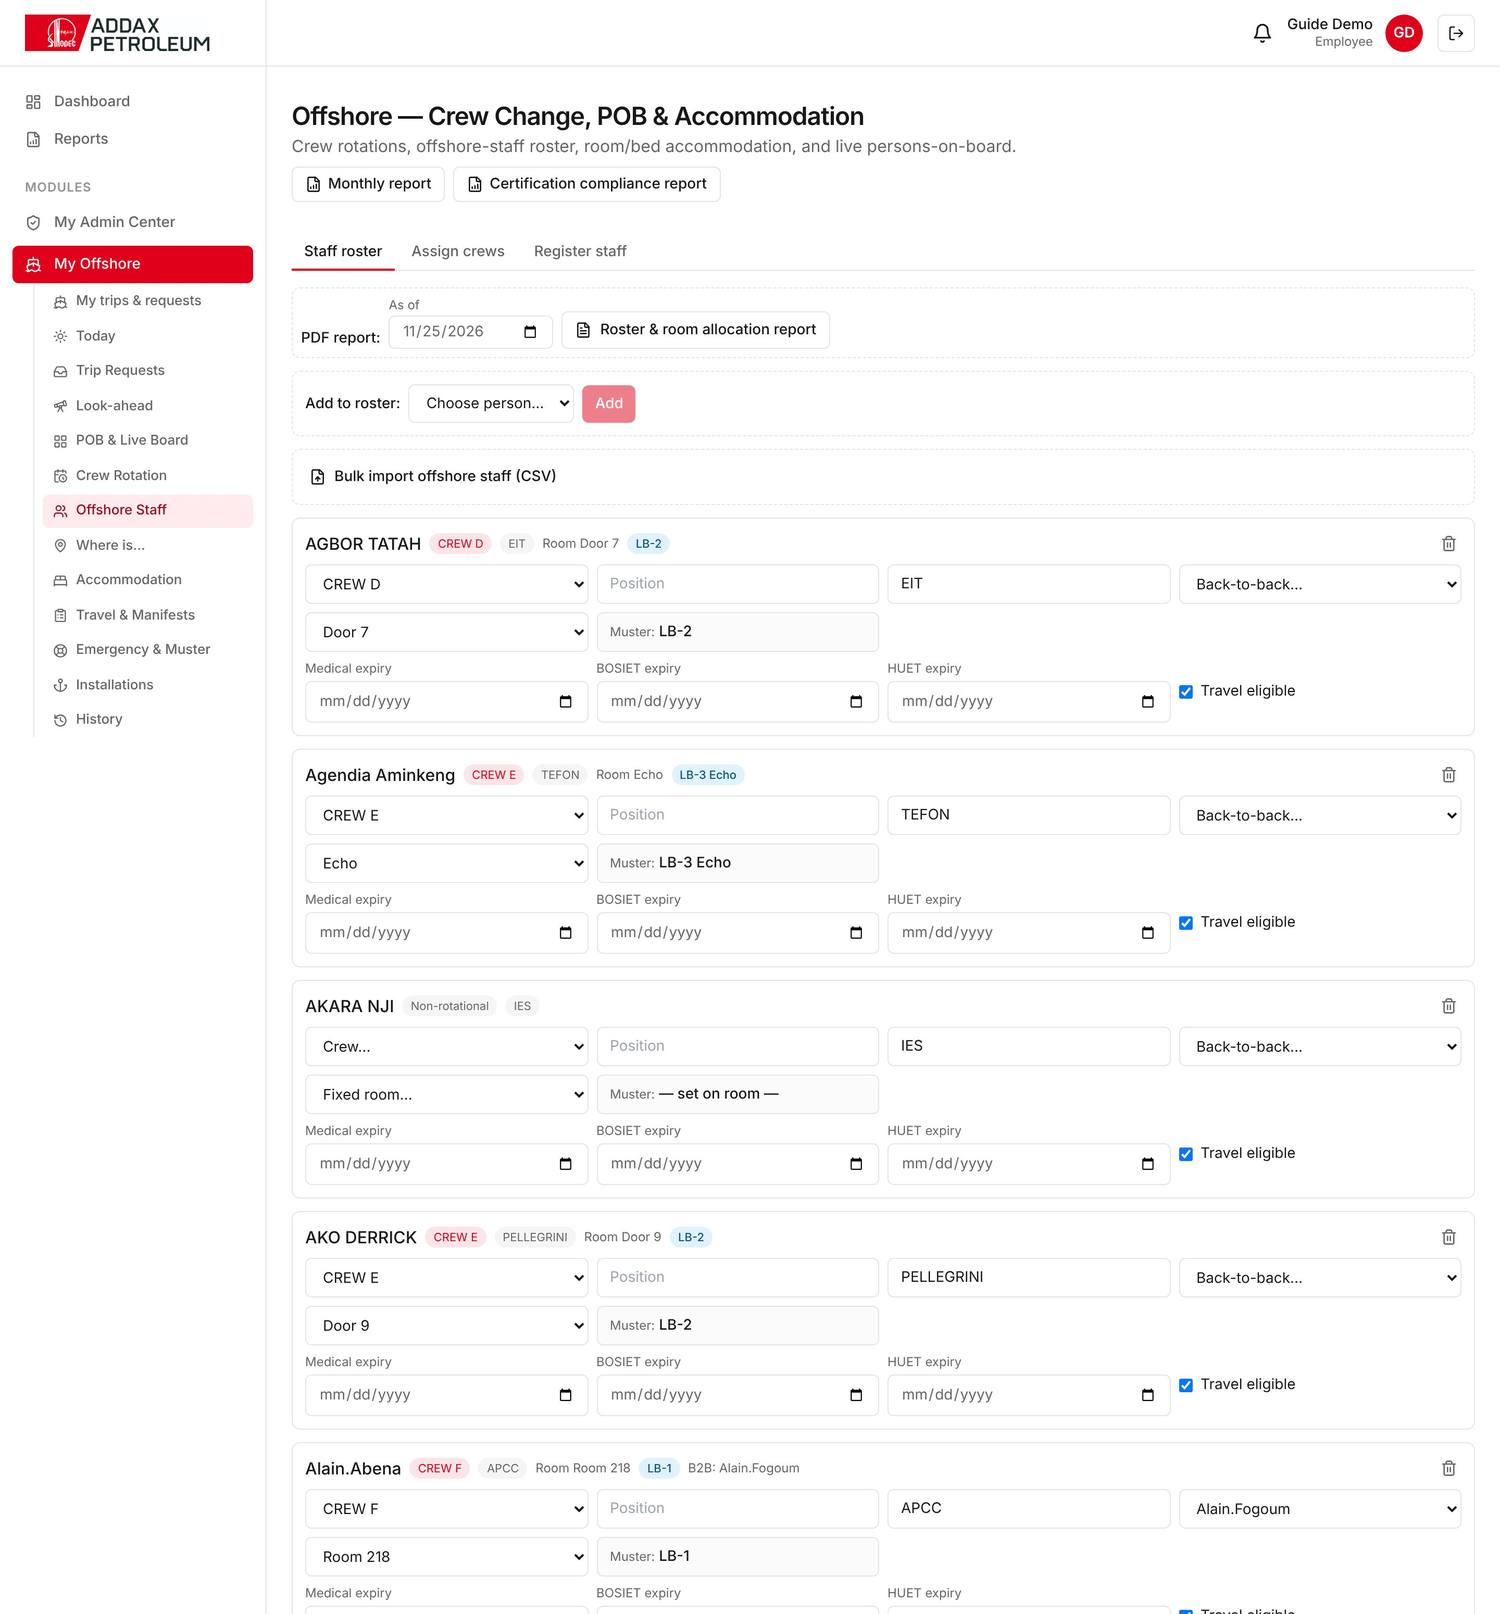 ADDAX
PETROLEUM
SINOPEC
Guide Demo
Employee
GD
Dashboard
Reports
MODULES
My Admin Center
My Offshore
My trips & requests
Today
Trip Requests
Look-ahead
POB & Live Board
Crew Rotation
Offshore Staff
Where is...
Accommodation
Travel & Manifests
Emergency & Muster
Installations
History
Offshore — Crew Change, POB & Accommodation
Crew rotations, offshore-staff roster, room/bed accommodation, and live persons-on-board.
Monthly report Certification compliance report
Staff roster Assign crews Register staff
As of
PDF report: 11/25/2026 Roster & room allocation report
Add to roster: Choose person... Add
Bulk import offshore staff (CSV)
AGBOR TATAH CREW D EIT Room Door 7 LB-2
CREW D Position EIT Back-to-back...
Door 7 Muster: LB-2
Medical expiry BOSIET expiry HUET expiry
mm/dd/yyyy mm/dd/yyyy mm/dd/yyyy Travel eligible
Agendia Aminkeng CREW E TEFON Room Echo LB-3 Echo
CREW E Position TEFON Back-to-back...
Echo Muster: LB-3 Echo
Medical expiry BOSIET expiry HUET expiry
mm/dd/yyyy mm/dd/yyyy mm/dd/yyyy Travel eligible
AKARA NJI Non-rotational IES
Crew... Position IES Back-to-back...
Fixed room... Muster: — set on room —
Medical expiry BOSIET expiry HUET expiry
mm/dd/yyyy mm/dd/yyyy mm/dd/yyyy Travel eligible
AKO DERRICK CREW E PELLEGRINI Room Door 9 LB-2
CREW E Position PELLEGRINI Back-to-back...
Door 9 Muster: LB-2
Medical expiry BOSIET expiry HUET expiry
mm/dd/yyyy mm/dd/yyyy mm/dd/yyyy Travel eligible
Alain.Abena CREW F APCC Room Room 218 LB-1 B2B: Alain.Fogoum
CREW F Position APCC Alain.Fogoum
Room 218 Muster: LB-1
Medical expiry BOSIET expiry HUET expiry